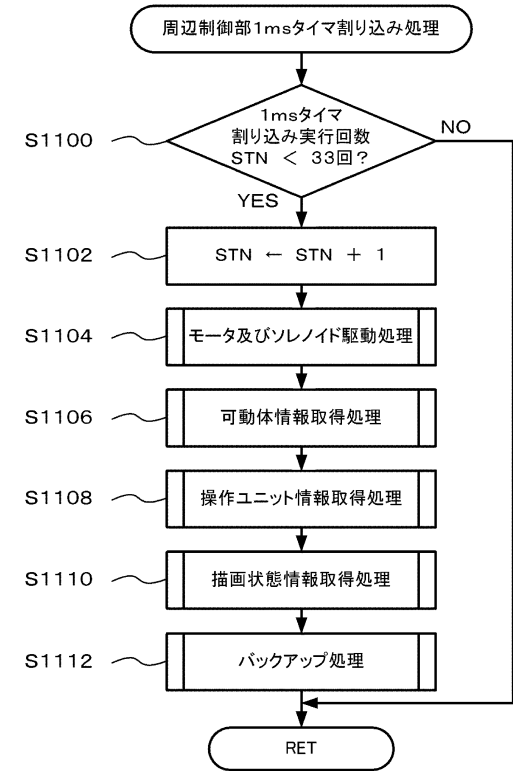 周辺制御部1msタイマ割り込み処理
S1100
1msタイマ
割り込み実行回数
STN < 33回?
NO
YES
S1102
STN ← STN + 1
S1104
モータ及びソレノイド駆動処理
S1106
可動体情報取得処理
S1108
操作ユニット情報取得処理
S1110
描画状態情報取得処理
S1112
バックアップ処理
RET